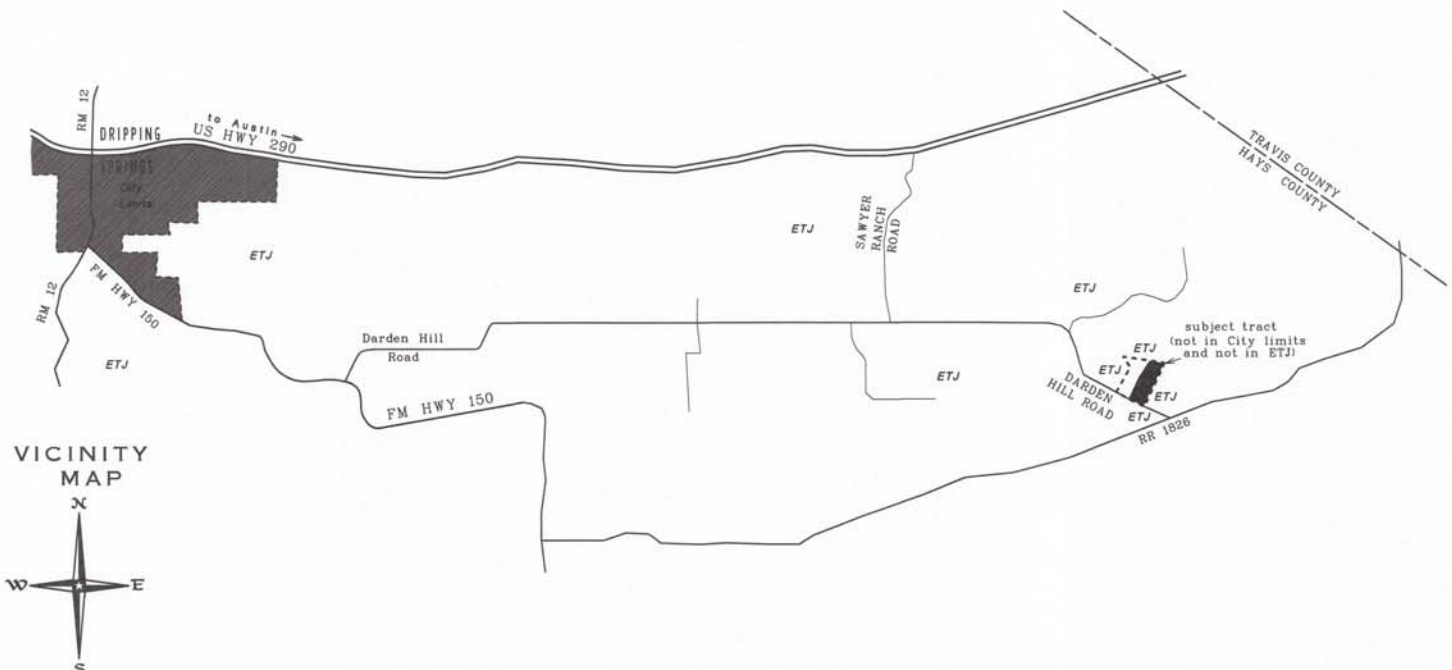 RM 12
DRIPPING
SPRINGS
City
Limits
to Austin
US HWY 290
TRAVIS COUNTY
HAYS COUNTY
SAWYER
RANCH
ROAD
ETJ
ETJ
ETJ
RM 12
FM HWY 150
ETJ
Darden Hill
Road
FM HWY 150
ETJ
subject tract
(not in City limits
and not in ETJ)
ETJ
ETJ
ETJ
ETJ
DARDEN
HILL ROAD
RR 1826
VICINITY
MAP
N
W
E
S